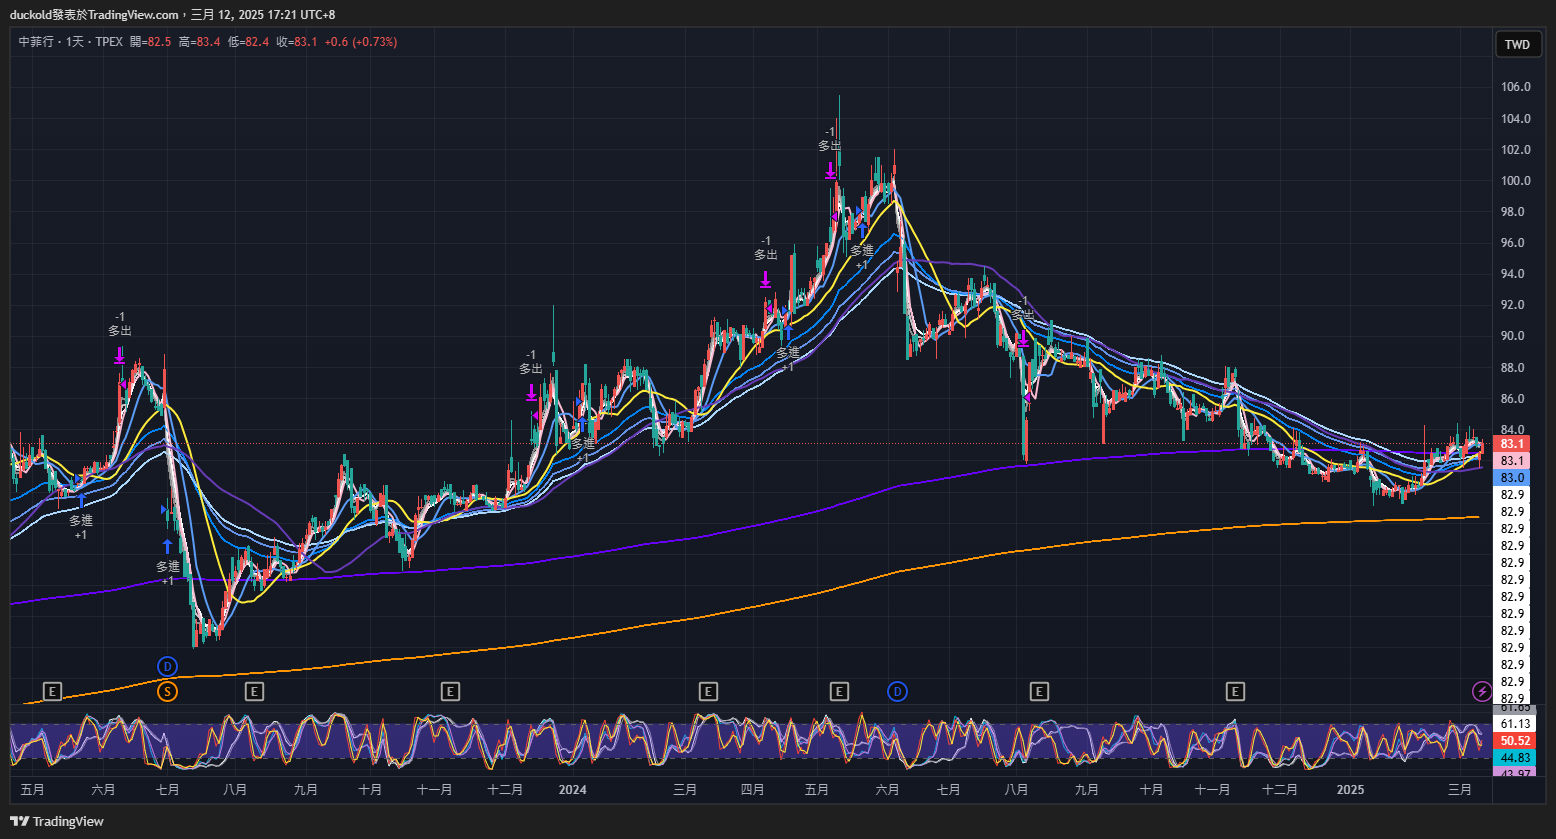 duckold發表於TradingView.com，三月 12, 2025 17:21 UTC+8
中菲行・1天・TPEX 開=82.5 高=83.4 低=82.4 收=83.1 +0.6 (+0.73%)
TWD
106.0
104.0
102.0
100.0
98.0
96.0
94.0
92.0
90.0
88.0
86.0
84.0
83.1
83.1
83.0
82.9
82.9
82.9
82.9
82.9
82.9
82.9
82.9
82.9
82.9
82.9
82.9
82.9
-1
多出
-1
多出
-1
多出
-1
多出
-1
多出
多進
+1
多進
+1
多進
+1
多進
+1
多進
+1
D
S
E
E
E
E
E
D
E
E
67.65
61.13
50.52
44.83
43.97
五月 六月 七月 八月 九月 十月 十一月 十二月 2024 三月 四月 五月 六月 七月 八月 九月 十月 十一月 十二月 2025 三月
TradingView